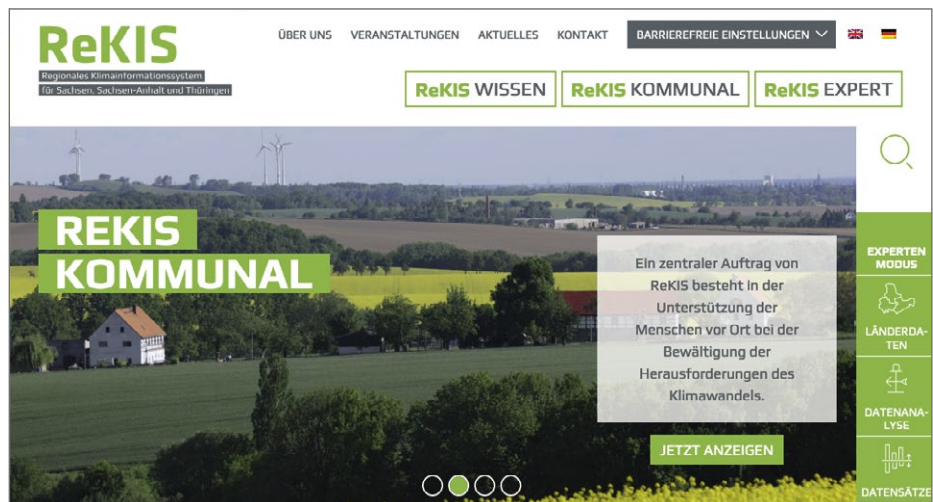 ReKIS
Regionales Klimainformationssystem
für Sachsen, Sachsen-Anhalt und Thüringen
ÜBER UNS VERANSTALTUNGEN AKTUELLES KONTAKT BARRIEREFREIE EINSTELLUNGEN
ReKIS WISSEN ReKIS KOMMUNAL ReKIS EXPERT
REKIS
KOMMUNAL
Ein zentraler Auftrag von
ReKIS besteht in der
Unterstützung der
Menschen vor Ort bei der
Bewältigung der
Herausforderungen des
Klimawandels.
JETZT ANZEIGEN
EXPERTEN
MODUS
LÄNDERDA-
TEN
DATENANA-
LYSE
DATENSÄTZE